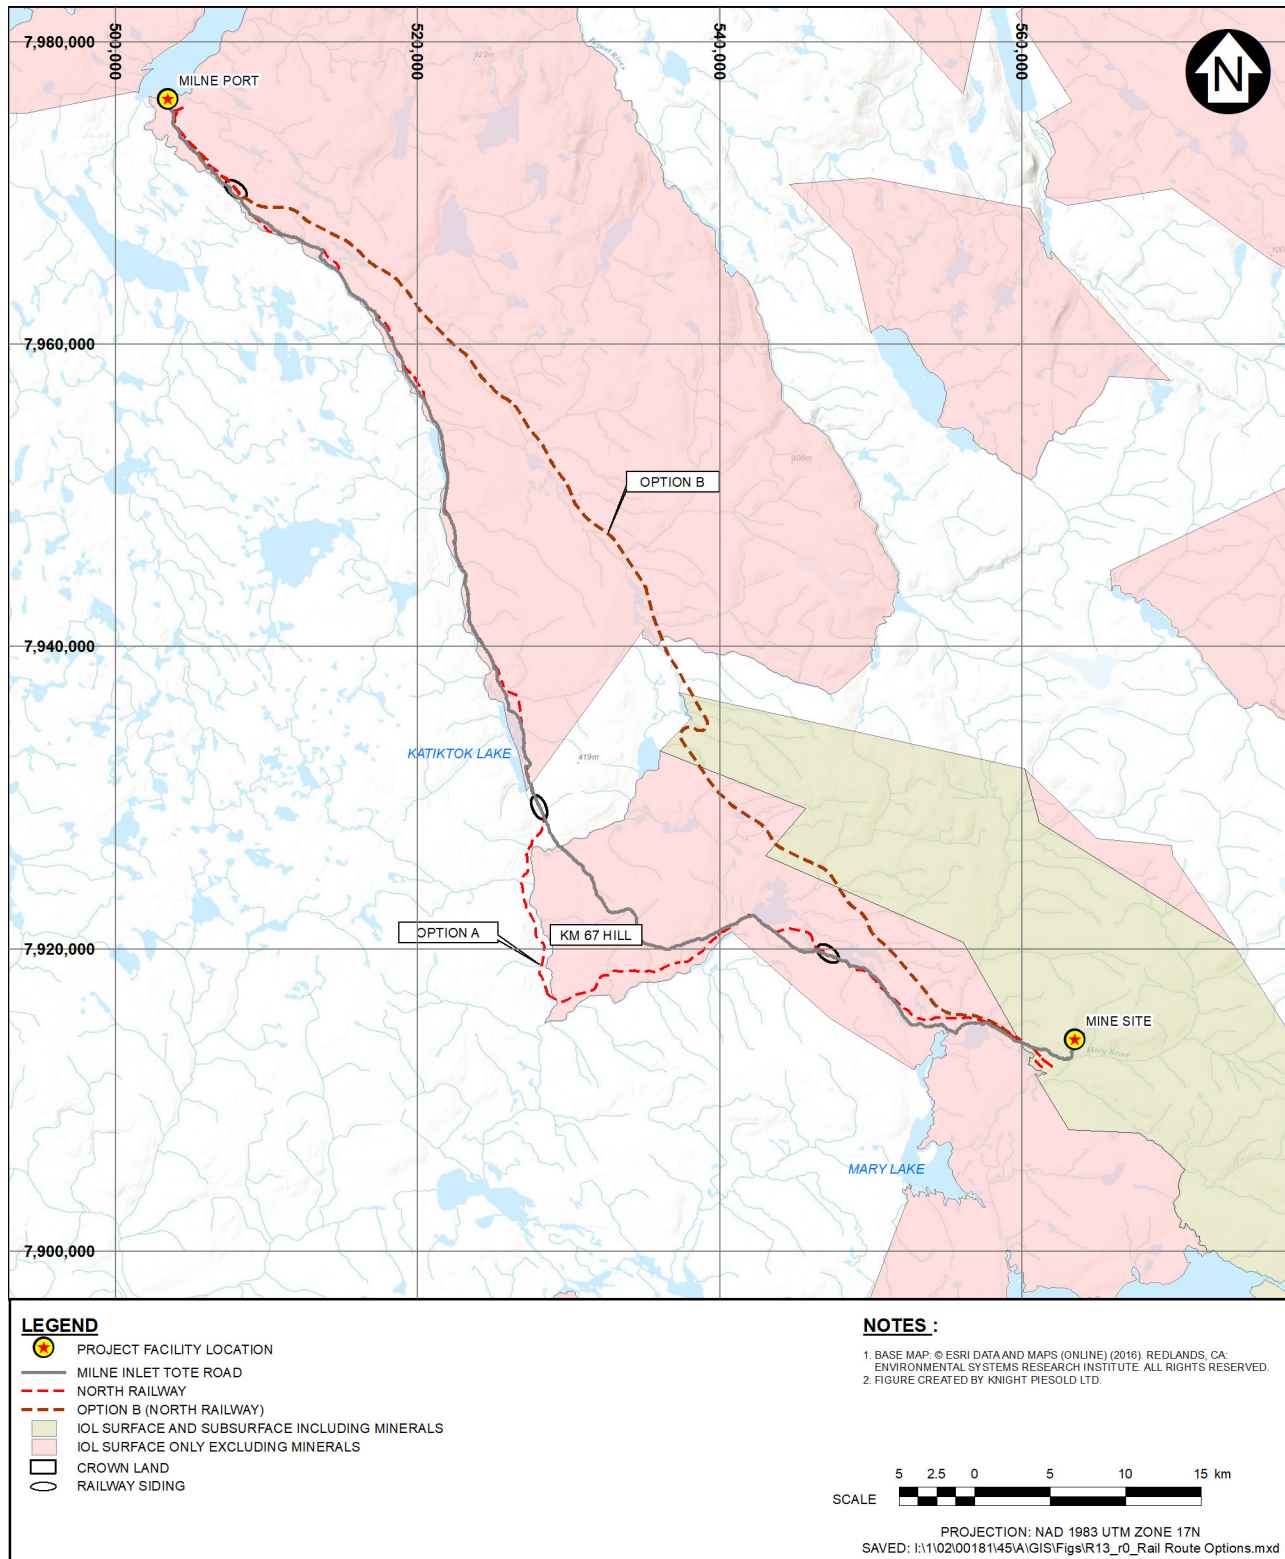 7,980,000
500,000
520,000
540,000
560,000
N
MILNE PORT
922m
7,960,000
906m
OPTION B
7,940,000
KATIKTOK LAKE
419m
OPTION A
KM 67 HILL
7,920,000
MINE SITE
Mary River
MARY LAKE
7,900,000
LEGEND
PROJECT FACILITY LOCATION
MILNE INLET TOTE ROAD
NORTH RAILWAY
OPTION B (NORTH RAILWAY)
IOL SURFACE AND SUBSURFACE INCLUDING MINERALS
IOL SURFACE ONLY EXCLUDING MINERALS
CROWN LAND
RAILWAY SIDING
NOTES :
1. BASE MAP: © ESRI DATA AND MAPS (ONLINE) (2016). REDLANDS, CA:
ENVIRONMENTAL SYSTEMS RESEARCH INSTITUTE. ALL RIGHTS RESERVED.
2. FIGURE CREATED BY KNIGHT PIESOLD LTD.
5 2.5 0 5 10 15 km
SCALE
PROJECTION: NAD 1983 UTM ZONE 17N
SAVED: I:\1\02\00181\45\A\GIS\Figs\R13_r0_Rail Route Options.mxd